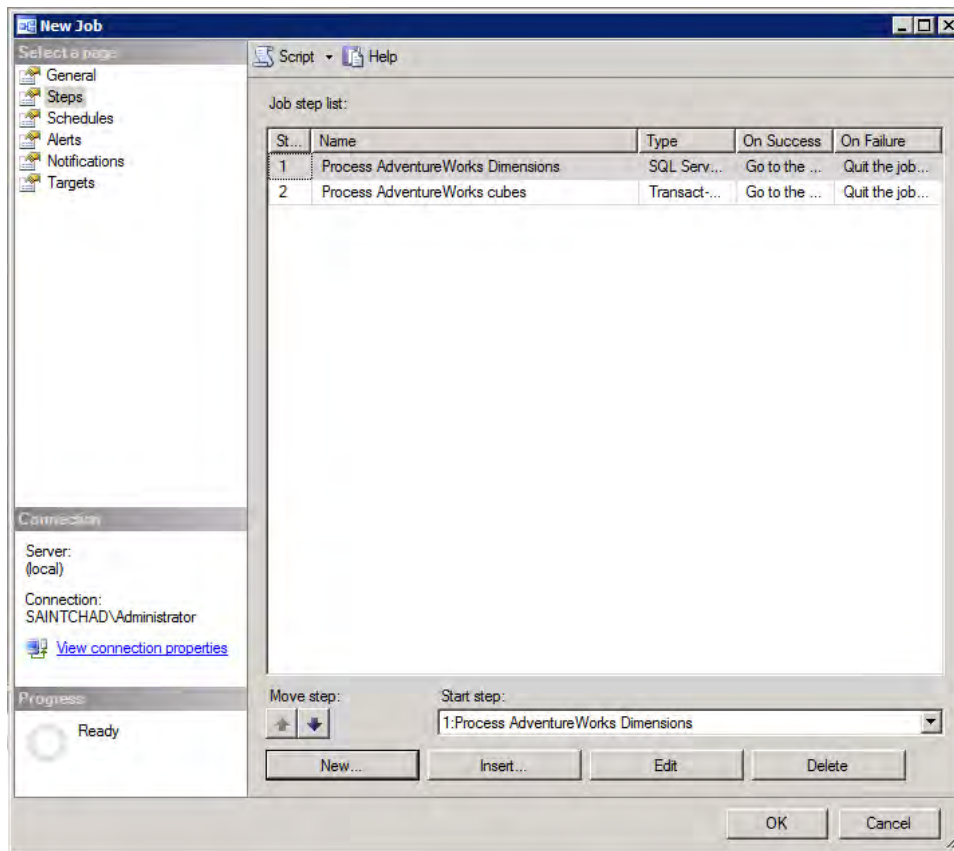 New Job
Select a page
General
Steps
Schedules
Alerts
Notifications
Targets
Script Help
Job step list:
St... Name Type On Success On Failure
1 Process AdventureWorks Dimensions SQL Serv... Go to the ... Quit the job...
2 Process AdventureWorks cubes Transact-... Go to the ... Quit the job...
Connection
Server:
(local)
Connection:
SAINTCHAD\Administrator
View connection properties
Progress
Ready
Move step: Start step:
1:Process AdventureWorks Dimensions
New... Insert... Edit Delete
OK Cancel